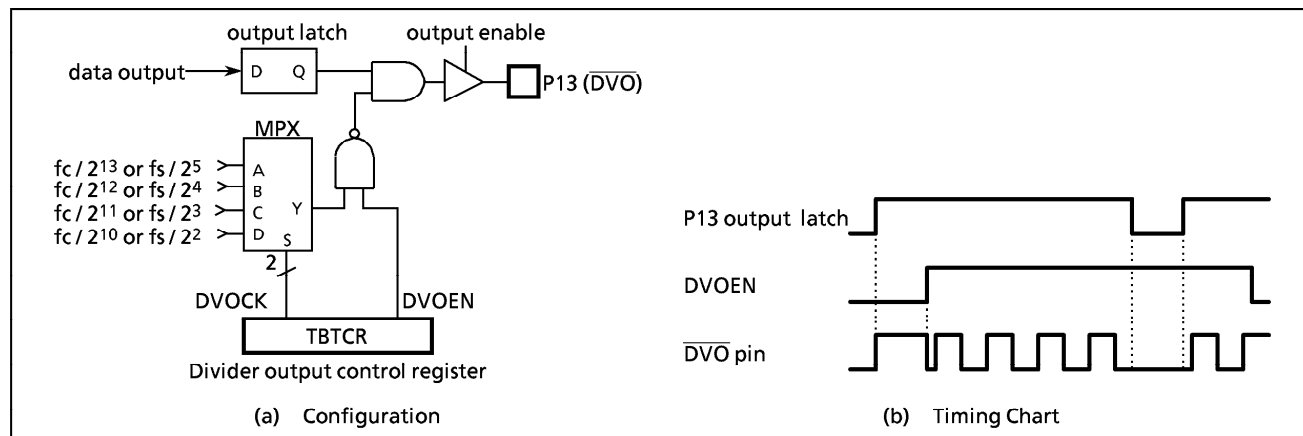 output latch
output enable
data output
D Q
P13 (DVO)
MPX
fc / 2¹³ or fs / 2⁵
A
fc / 2¹² or fs / 2⁴
B
fc / 2¹¹ or fs / 2³
C
Y
fc / 2¹⁰ or fs / 2²
D
S
2
DVOCK
DVOEN
TBTCR
Divider output control register
(a) Configuration
P13 output latch
DVOEN
DVO pin
(b) Timing Chart